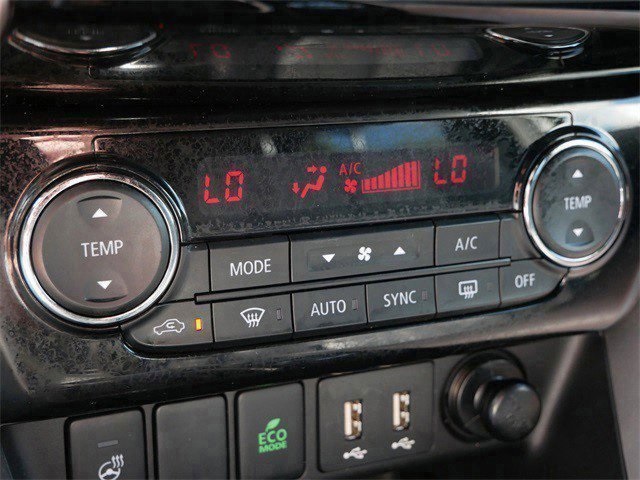 A/C
LO LO
TEMP
TEMP
MODE
A/C
AUTO
SYNC
OFF
ECO
MODE